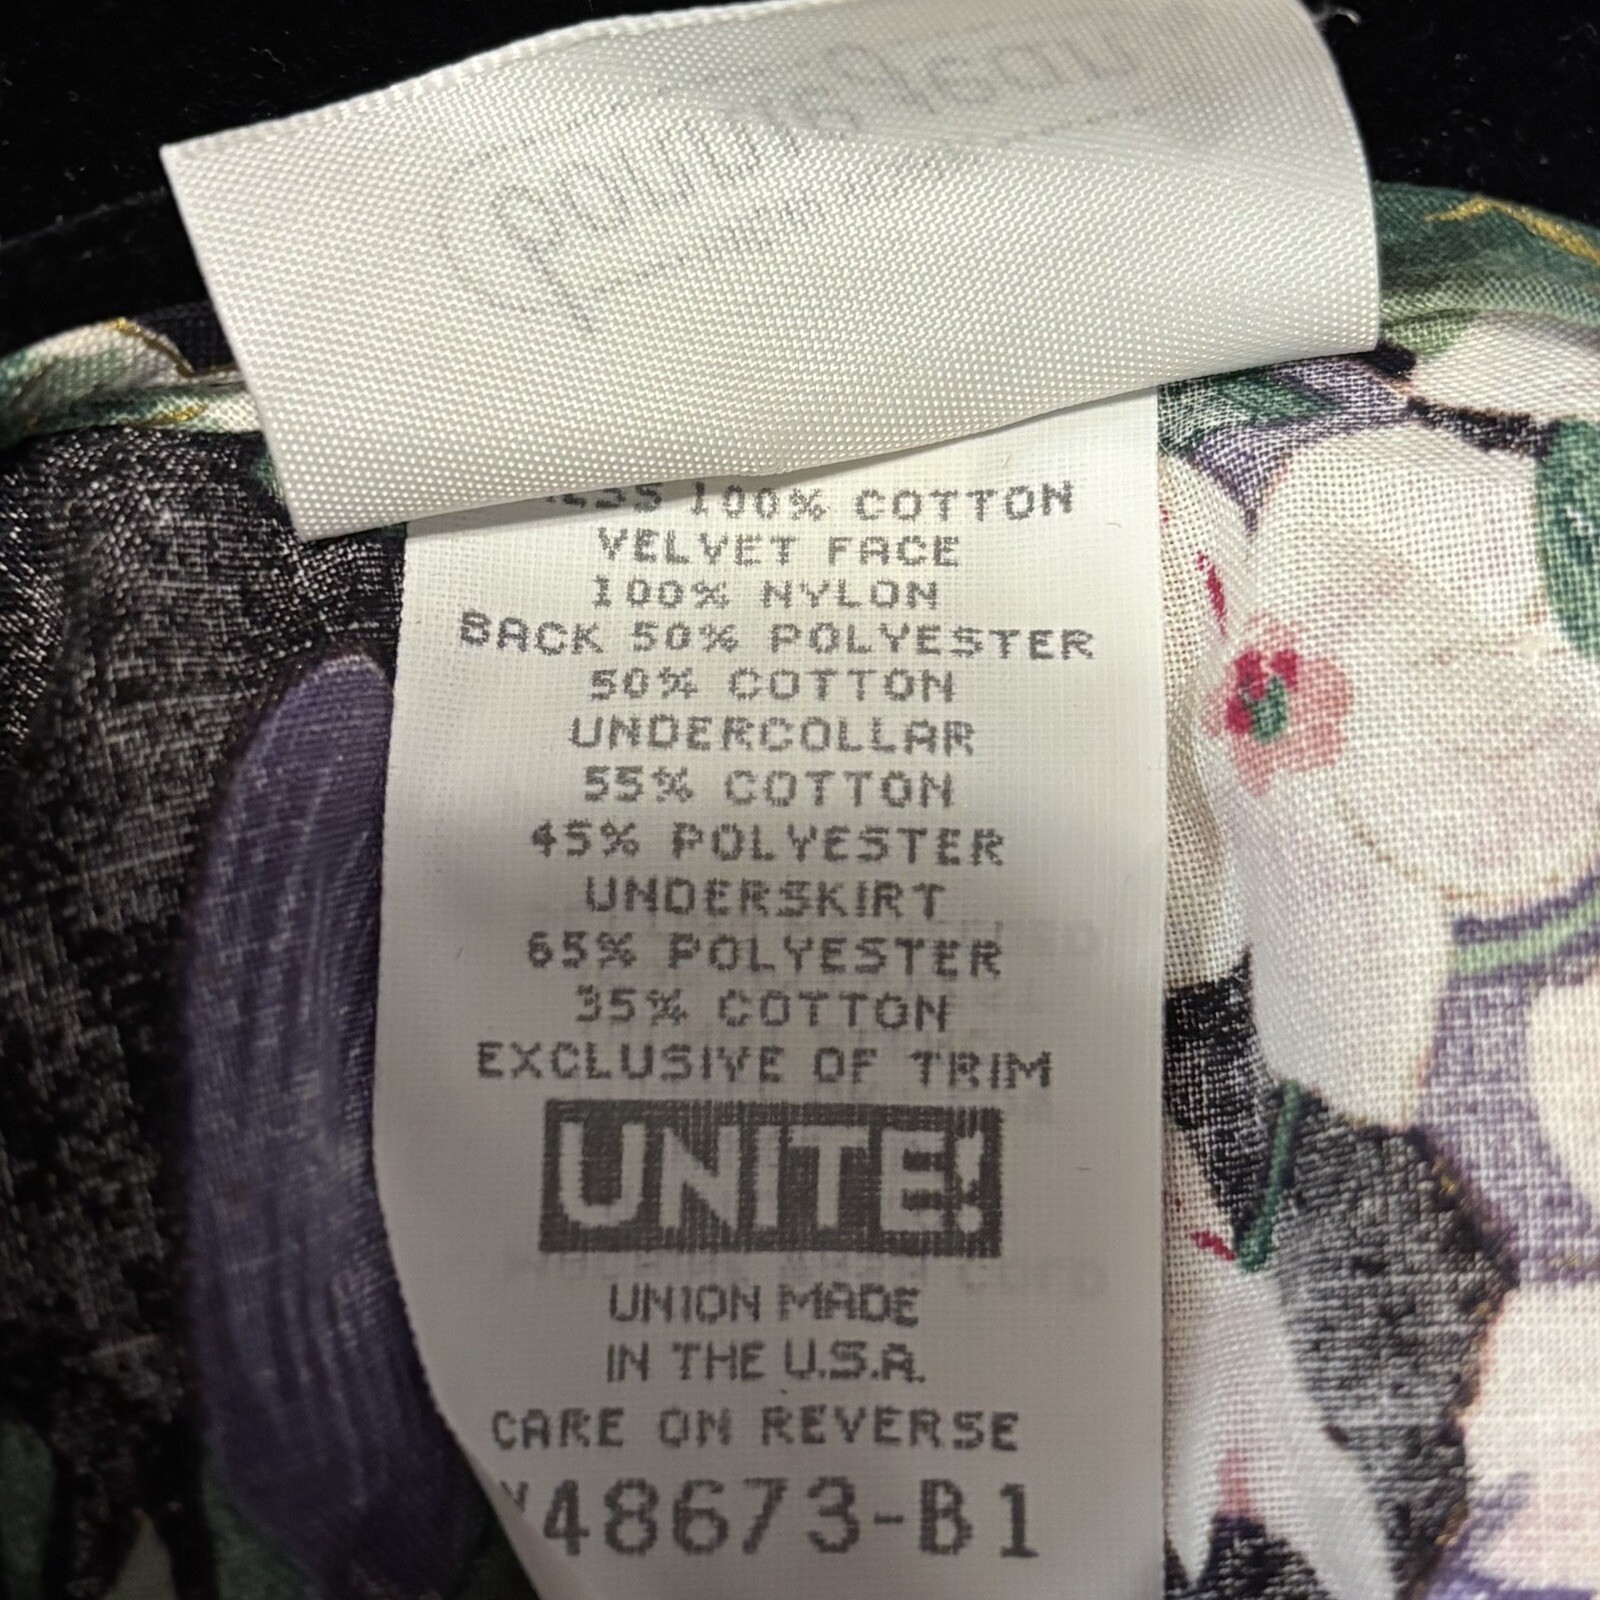 100% COTTON
VELVET FACE
100% NYLON
BACK 50% POLYESTER
50% COTTON
UNDERCOLLAR
55% COTTON
45% POLYESTER
UNDERSKIRT
65% POLYESTER
35% COTTON
EXCLUSIVE OF TRIM
UNITE!
UNION MADE
IN THE U.S.A.
CARE ON REVERSE
48673-B1